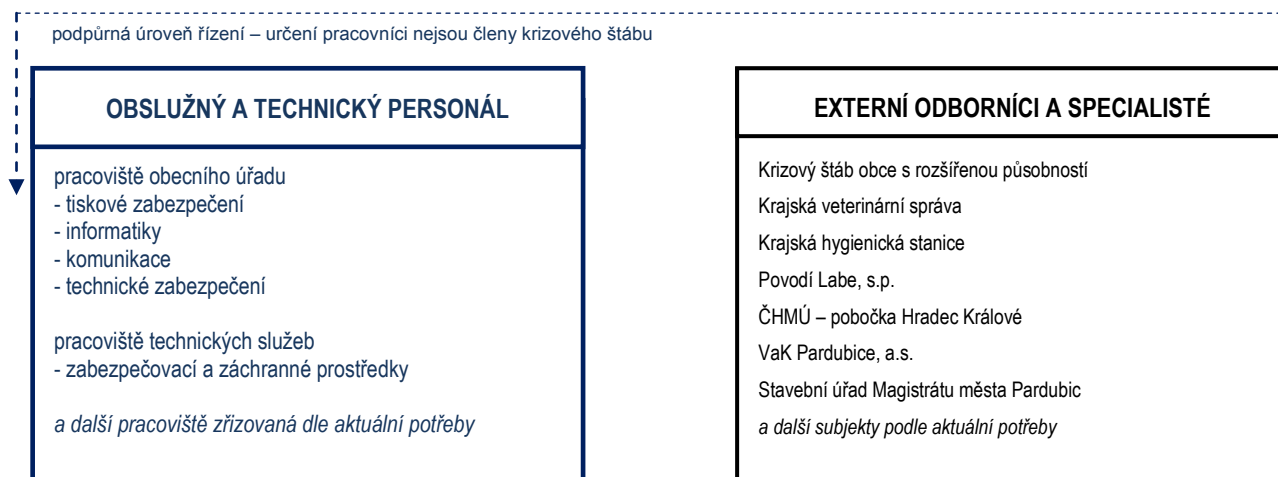 podpůrná úroveň řízení – určení pracovníci nejsou členy krizového štábu
OBSLUŽNÝ A TECHNICKÝ PERSONÁL
pracoviště obecního úřadu
- tiskové zabezpečení
- informatiky
- komunikace
- technické zabezpečení
pracoviště technických služeb
- zabezpečovací a záchranné prostředky
a další pracoviště zřizovaná dle aktuální potřeby
EXTERNÍ ODBORNÍCI A SPECIALISTÉ
Krizový štáb obce s rozšířenou působností
Krajská veterinární správa
Krajská hygienická stanice
Povodí Labe, s.p.
ČHMÚ – pobočka Hradec Králové
VaK Pardubice, a.s.
Stavební úřad Magistrátu města Pardubic
a další subjekty podle aktuální potřeby